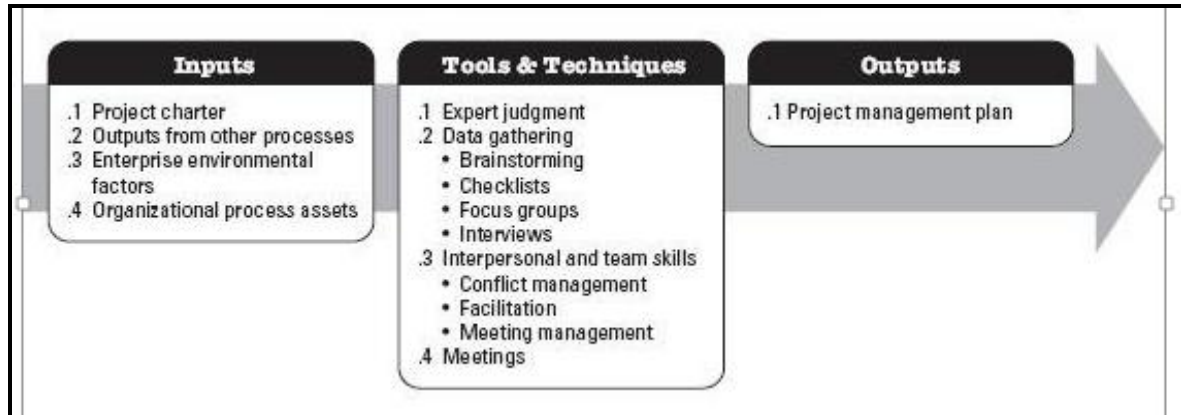 Inputs
.1 Project charter
.2 Outputs from other processes
.3 Enterprise environmental
factors
.4 Organizational process assets
Tools & Techniques
.1 Expert judgment
.2 Data gathering
• Brainstorming
• Checklists
• Focus groups
• Interviews
.3 Interpersonal and team skills
• Conflict management
• Facilitation
• Meeting management
.4 Meetings
Outputs
.1 Project management plan